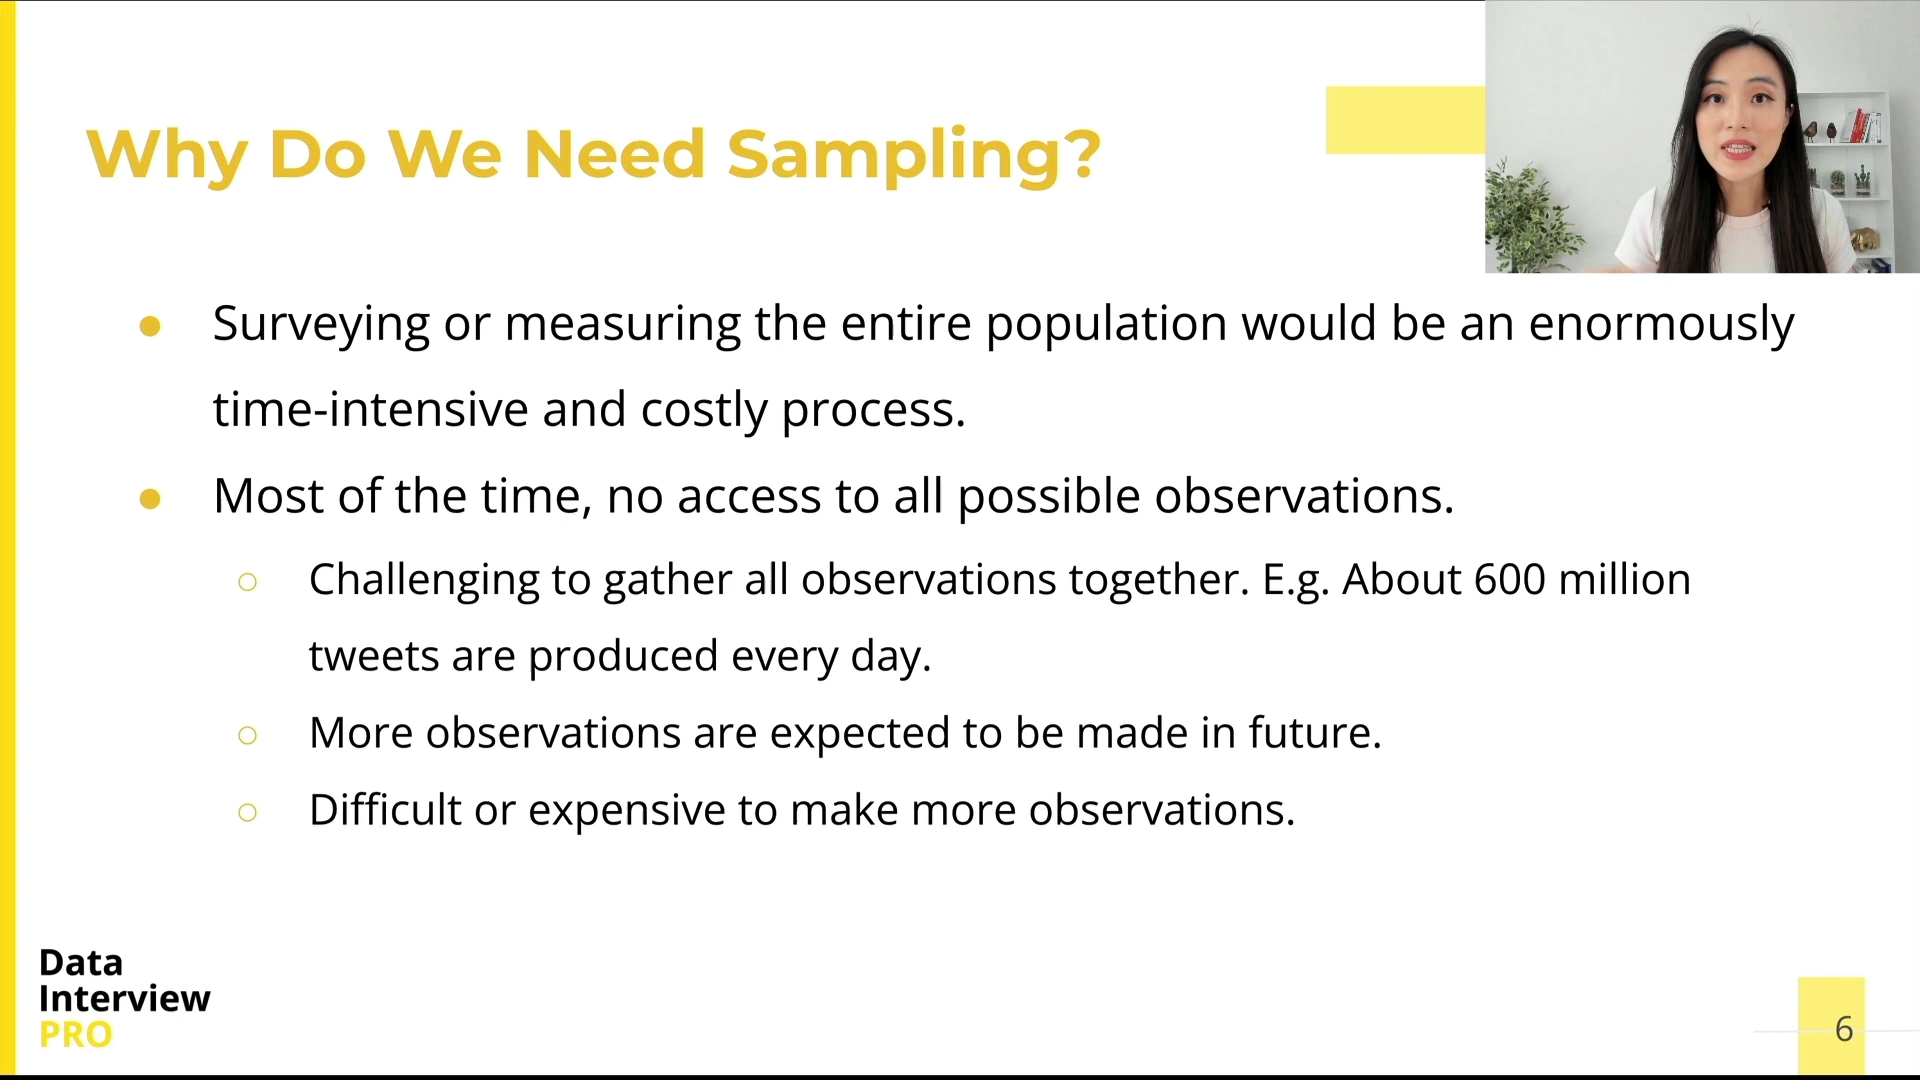 Why Do We Need Sampling?
● Surveying or measuring the entire population would be an enormously
time-intensive and costly process.
● Most of the time, no access to all possible observations.
○ Challenging to gather all observations together. E.g. About 600 million
tweets are produced every day.
○ More observations are expected to be made in future.
○ Difficult or expensive to make more observations.
Data
Interview
PRO
6